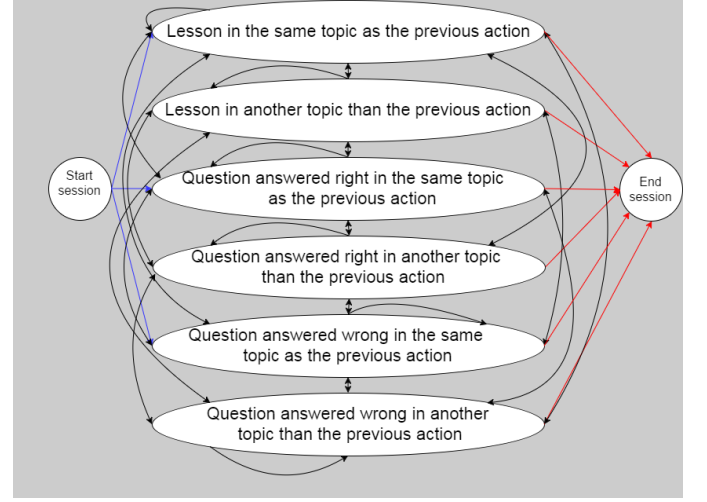 Lesson in the same topic as the previous action
Lesson in another topic than the previous action
Start
session
Question answered right in the same topic
as the previous action
End
session
Question answered right in another topic
than the previous action
Question answered wrong in the same
topic as the previous action
Question answered wrong in another
topic than the previous action